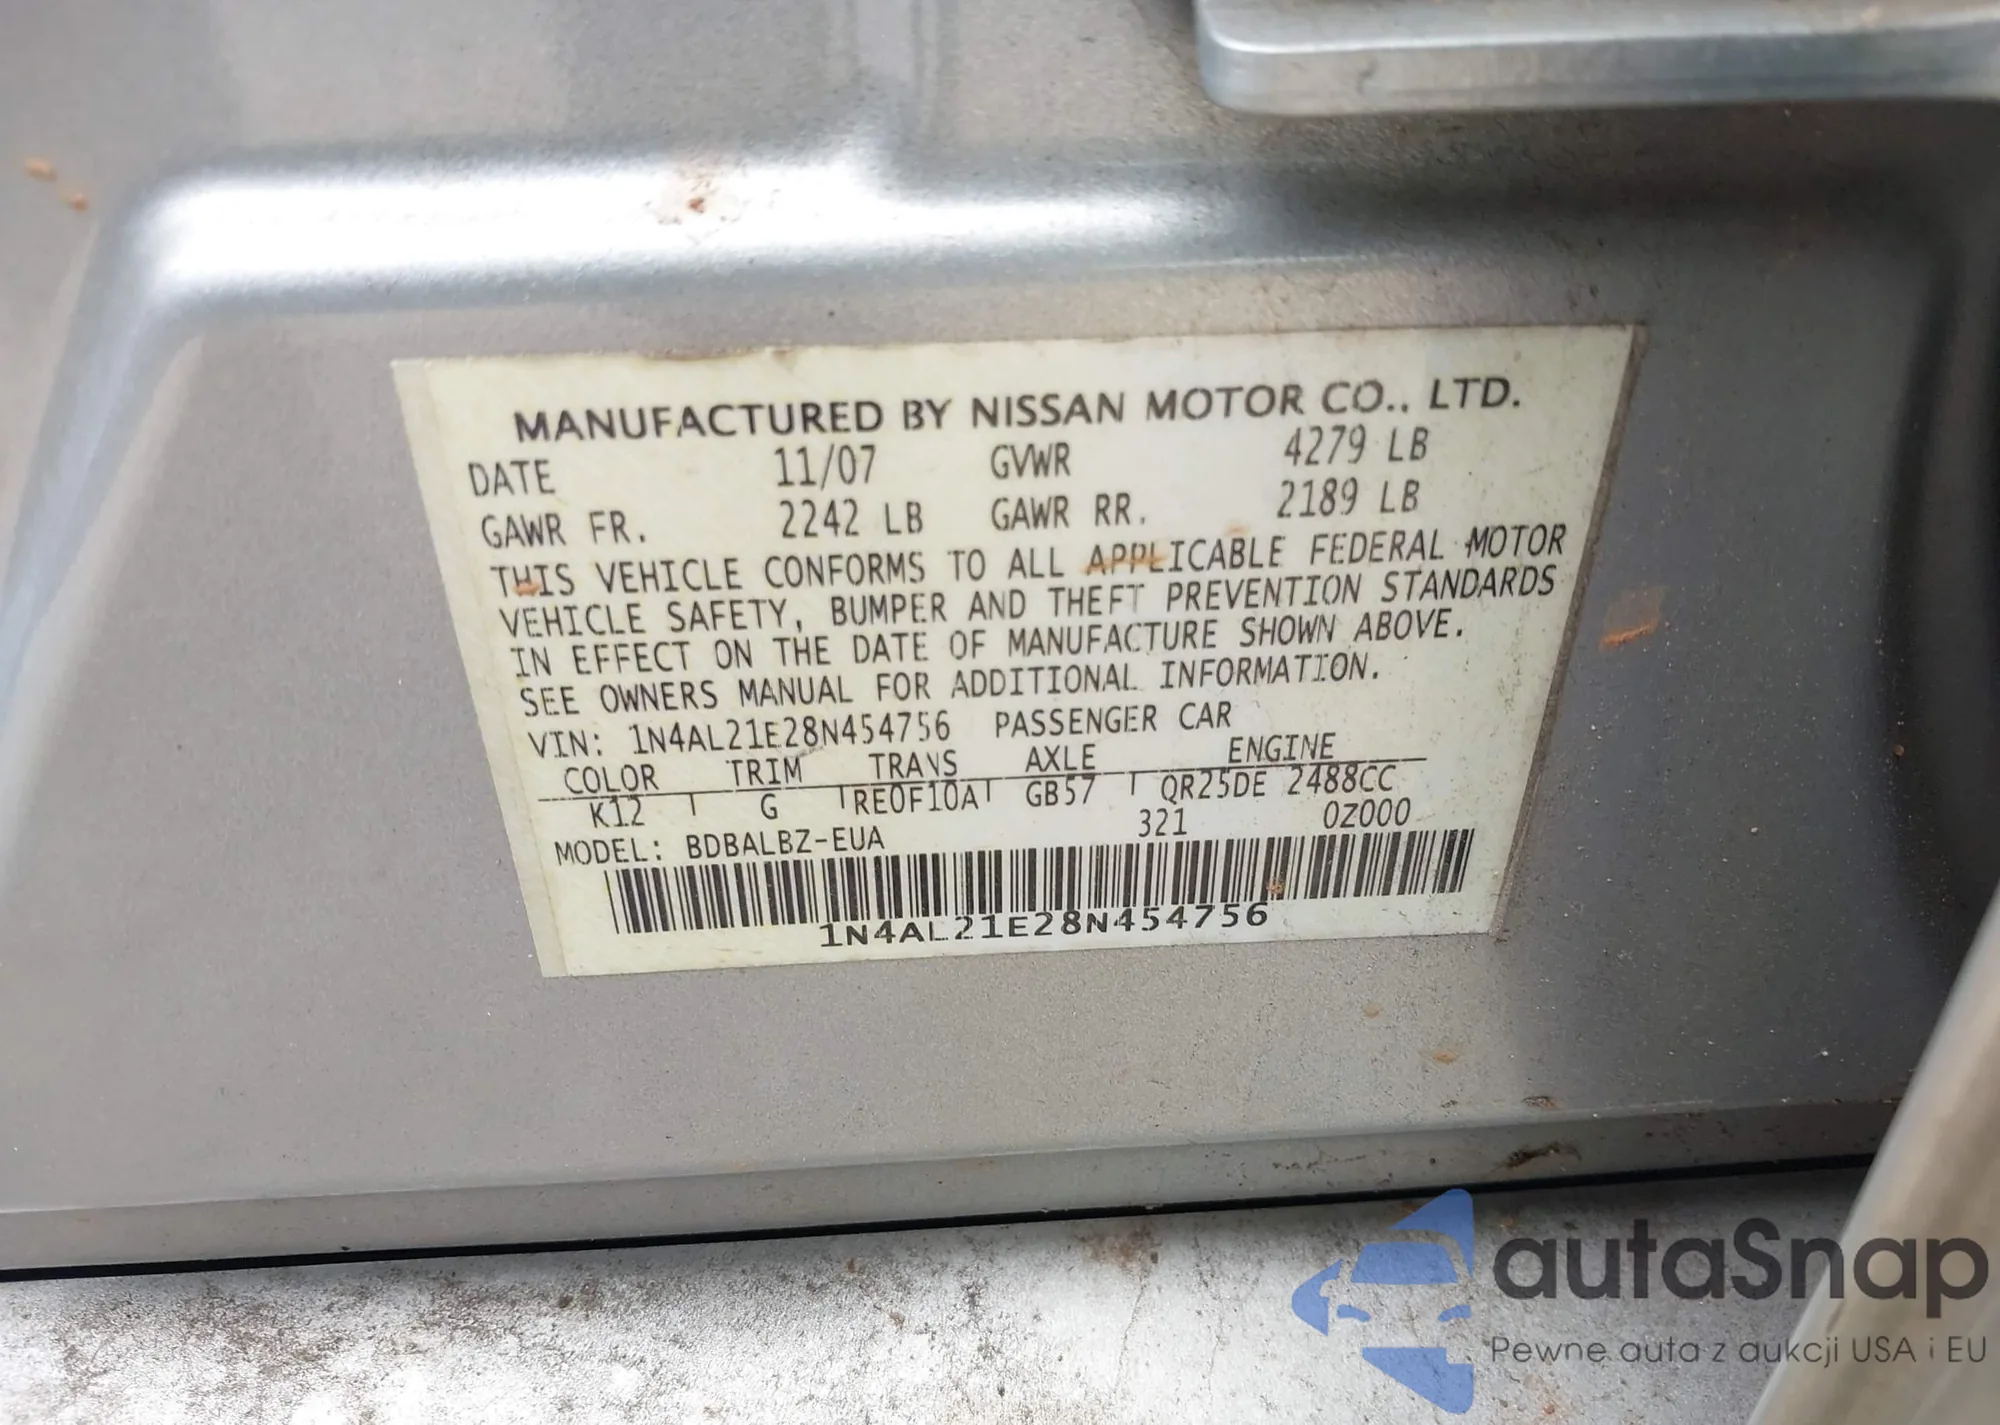 MANUFACTURED BY NISSAN MOTOR CO., LTD.
DATE 11/07 GVWR 4279 LB
GAWR FR. 2242 LB GAWR RR. 2189 LB
THIS VEHICLE CONFORMS TO ALL APPLICABLE FEDERAL MOTOR
VEHICLE SAFETY, BUMPER AND THEFT PREVENTION STANDARDS
IN EFFECT ON THE DATE OF MANUFACTURE SHOWN ABOVE.
SEE OWNERS MANUAL FOR ADDITIONAL INFORMATION.
VIN: 1N4AL21E28N454756 PASSENGER CAR
COLOR TRIM TRANS AXLE ENGINE
K12 G RE0F10A GB57 QR25DE 2488CC
MODEL: BDBALBZ-EUA 321 0Z000
1N4AL21E28N454756
autaSnap
Pewne auta z aukcji USA i EU